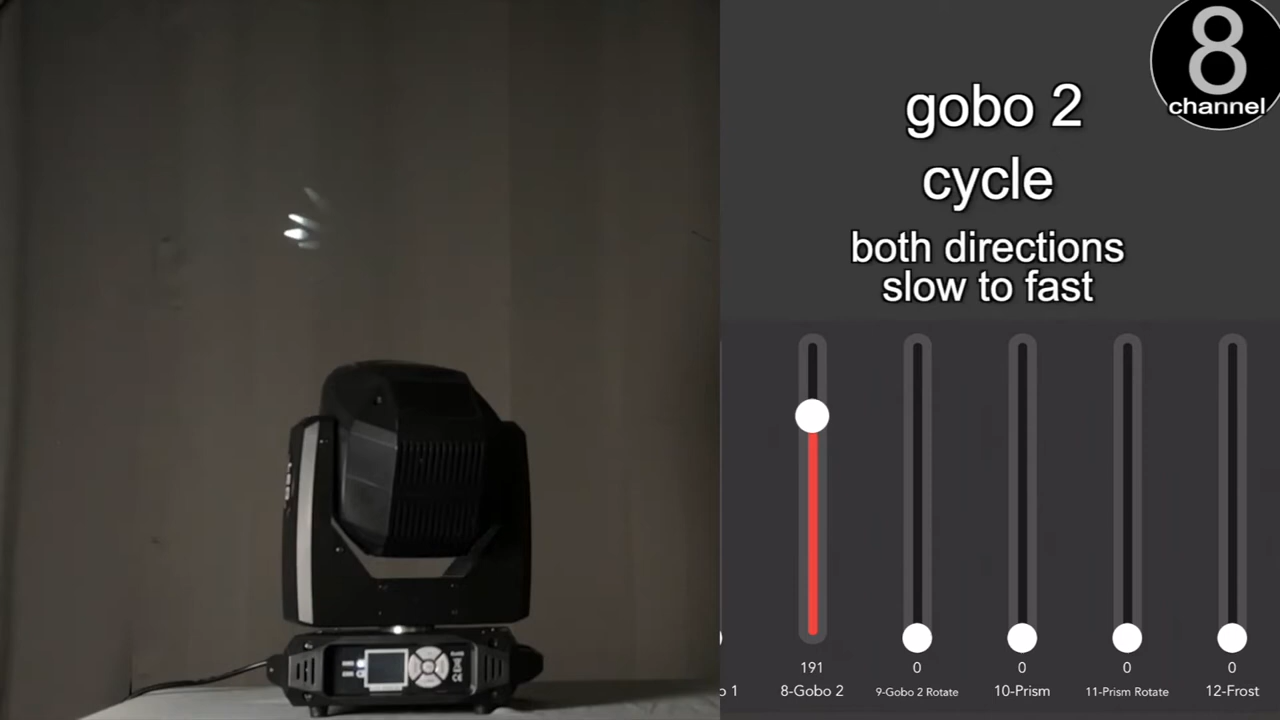 8
channel
gobo 2
cycle
both directions
slow to fast
191
0
0
0
0
o 1
8-Gobo 2
9-Gobo 2 Rotate
10-Prism
11-Prism Rotate
12-Frost